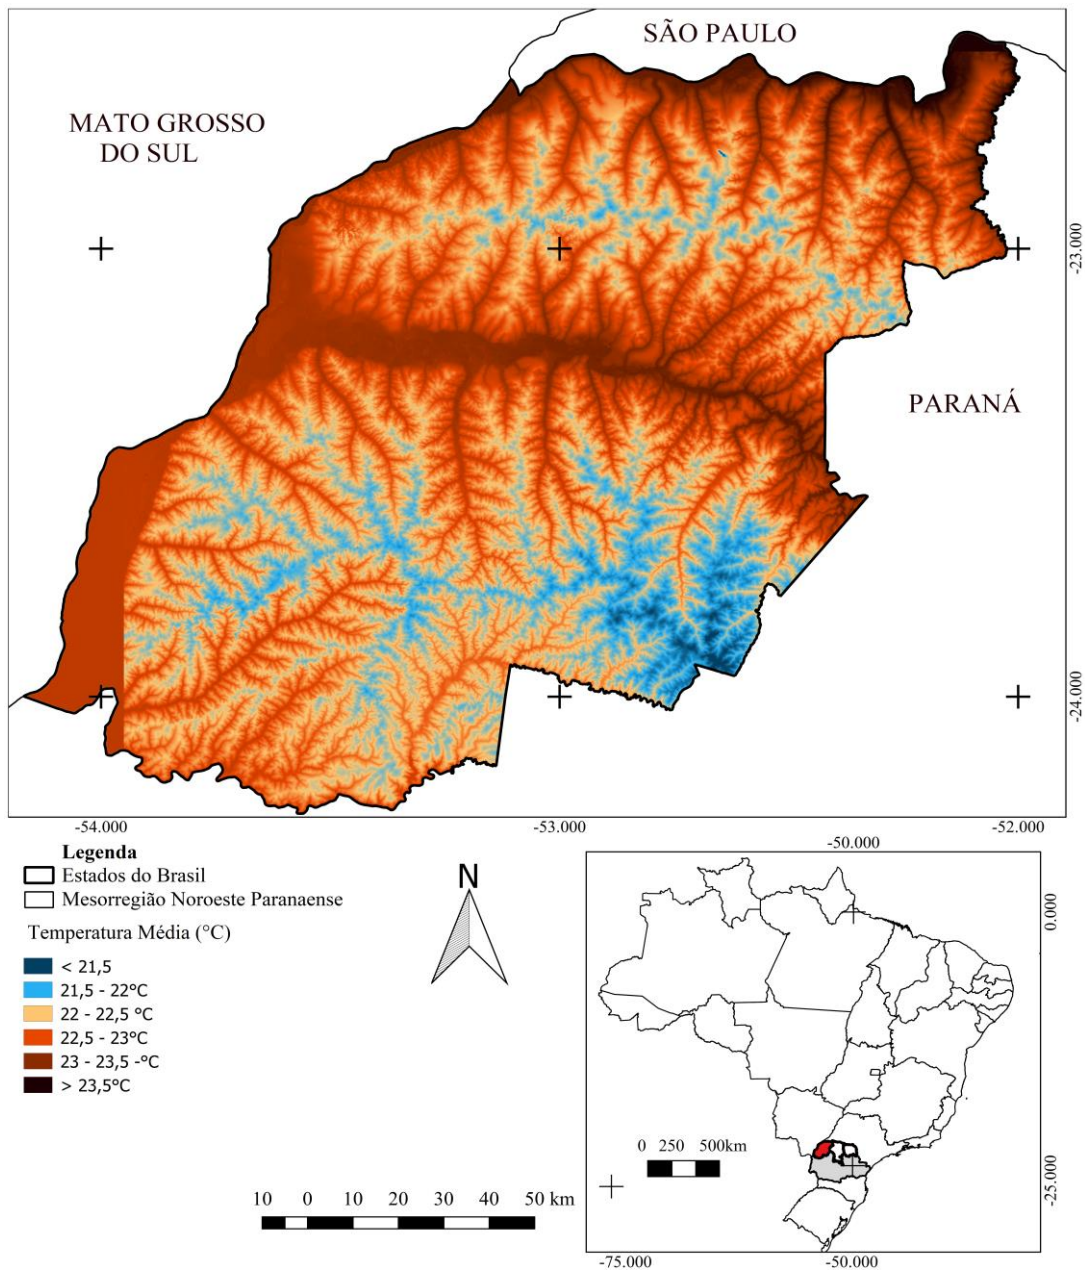 SÃO PAULO
MATO GROSSO
DO SUL
-23.000
PARANÁ
-24.000
-54.000
-53.000
-52.000
Legenda
Estados do Brasil
Mesorregião Noroeste Paranaense
Temperatura Média (°C)
< 21,5
21,5 - 22°C
22 - 22,5 °C
22,5 - 23°C
23 - 23,5 -°C
> 23,5°C
N
-50.000
0.000
0 250 500km
-25.000
10 0 10 20 30 40 50 km
-75.000
-50.000